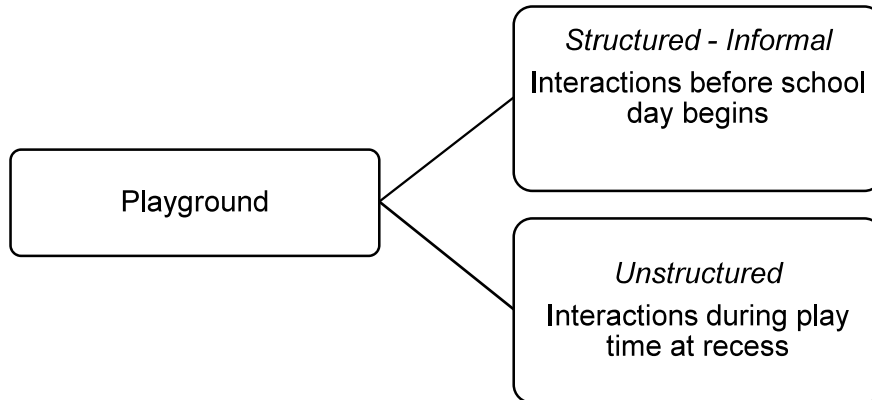 Structured - Informal
Interactions before school
day begins
Playground
Unstructured
Interactions during play
time at recess